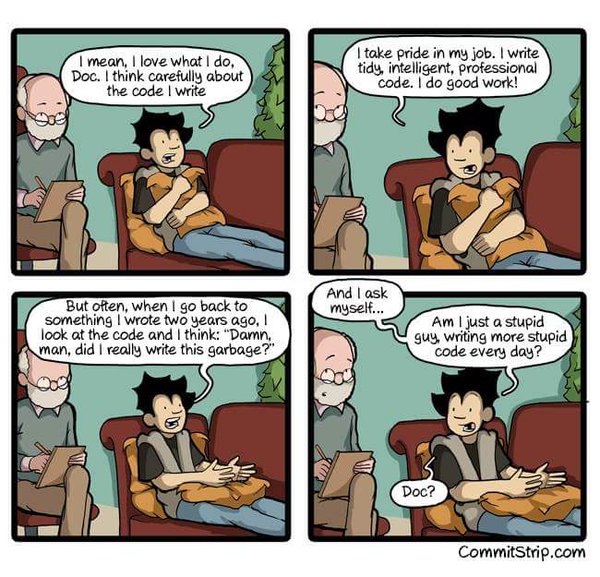 I mean, I love what I do,
Doc. I think carefully about
the code I write
I take pride in my job. I write
tidy, intelligent, professional
code. I do good work!
But often, when I go back to
something I wrote two years ago, I
look at the code and I think: "Damn,
man, did I really write this garbage?"
And I ask
myself...
Am I just a stupid
guy, writing more stupid
code every day?
Doc?
CommitStrip.com